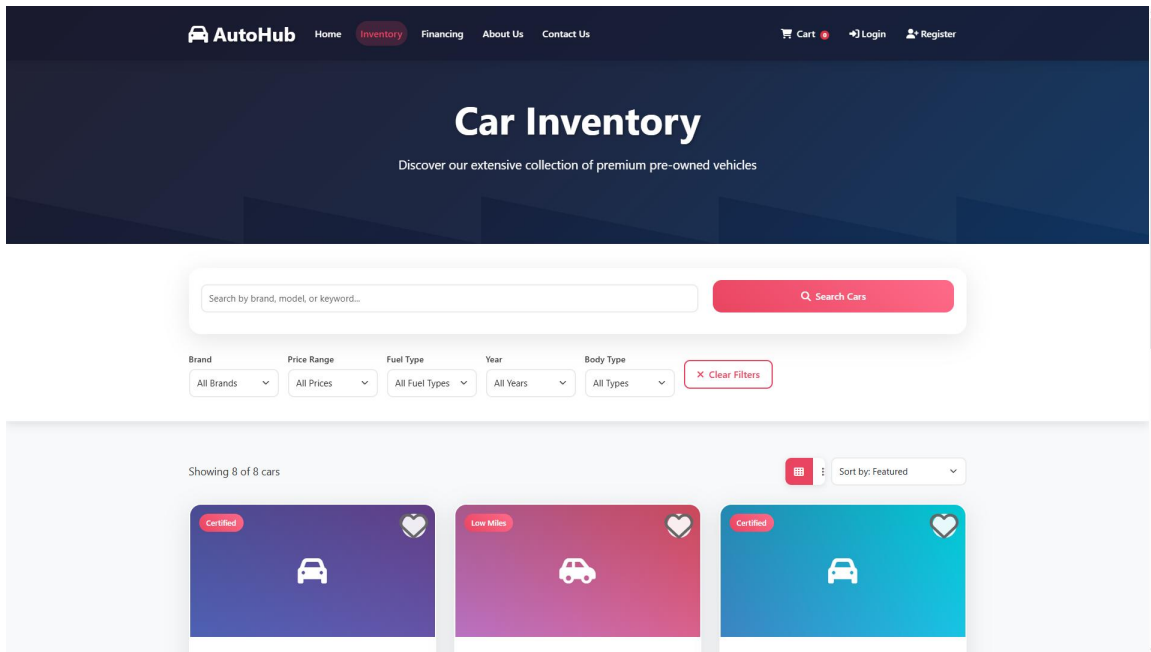 AutoHub Home Inventory Financing About Us Contact Us Cart 0 Login Register
Car Inventory
Discover our extensive collection of premium pre-owned vehicles
Search by brand, model, or keyword... Search Cars
Brand Price Range Fuel Type Year Body Type
All Brands All Prices All Fuel Types All Years All Types Clear Filters
Showing 8 of 8 cars Sort by: Featured
Certified Low Miles Certified